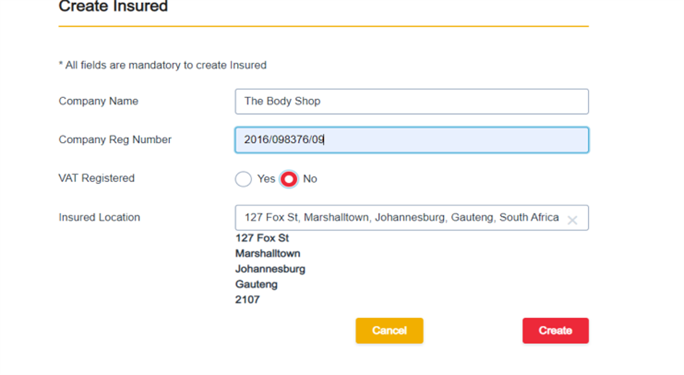 Create Insured
* All fields are mandatory to create Insured
Company Name
The Body Shop
Company Reg Number
2016/098376/09
VAT Registered
Yes
No
Insured Location
127 Fox St, Marshalltown, Johannesburg, Gauteng, South Africa
127 Fox St
Marshalltown
Johannesburg
Gauteng
2107
Cancel
Create